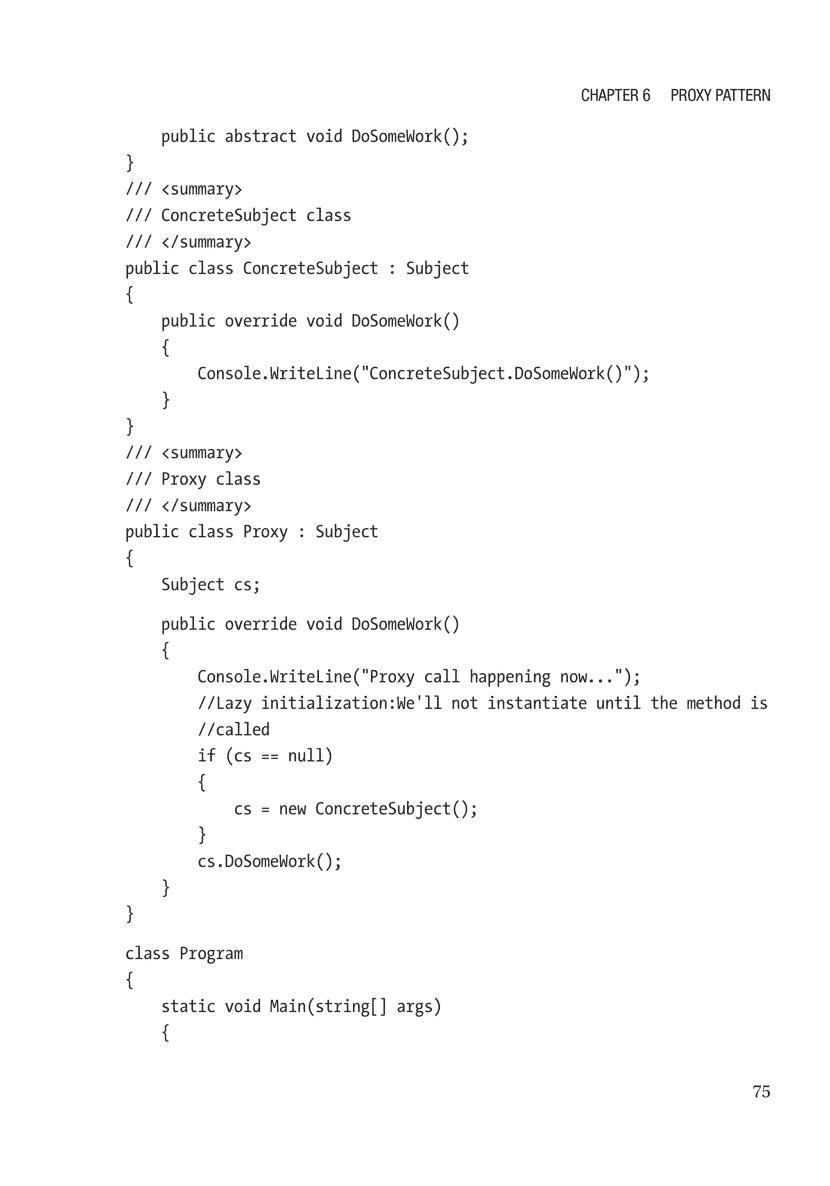 CHAPTER 6 PROXY PATTERN
    public abstract void DoSomeWork();
}
/// <summary>
/// ConcreteSubject class
/// </summary>
public class ConcreteSubject : Subject
{
    public override void DoSomeWork()
    {
        Console.WriteLine("ConcreteSubject.DoSomeWork()");
    }
}
/// <summary>
/// Proxy class
/// </summary>
public class Proxy : Subject
{
    Subject cs;
    public override void DoSomeWork()
    {
        Console.WriteLine("Proxy call happening now...");
        //Lazy initialization:We'll not instantiate until the method is
        //called
        if (cs == null)
        {
            cs = new ConcreteSubject();
        }
        cs.DoSomeWork();
    }
}
class Program
{
    static void Main(string[] args)
    {
75